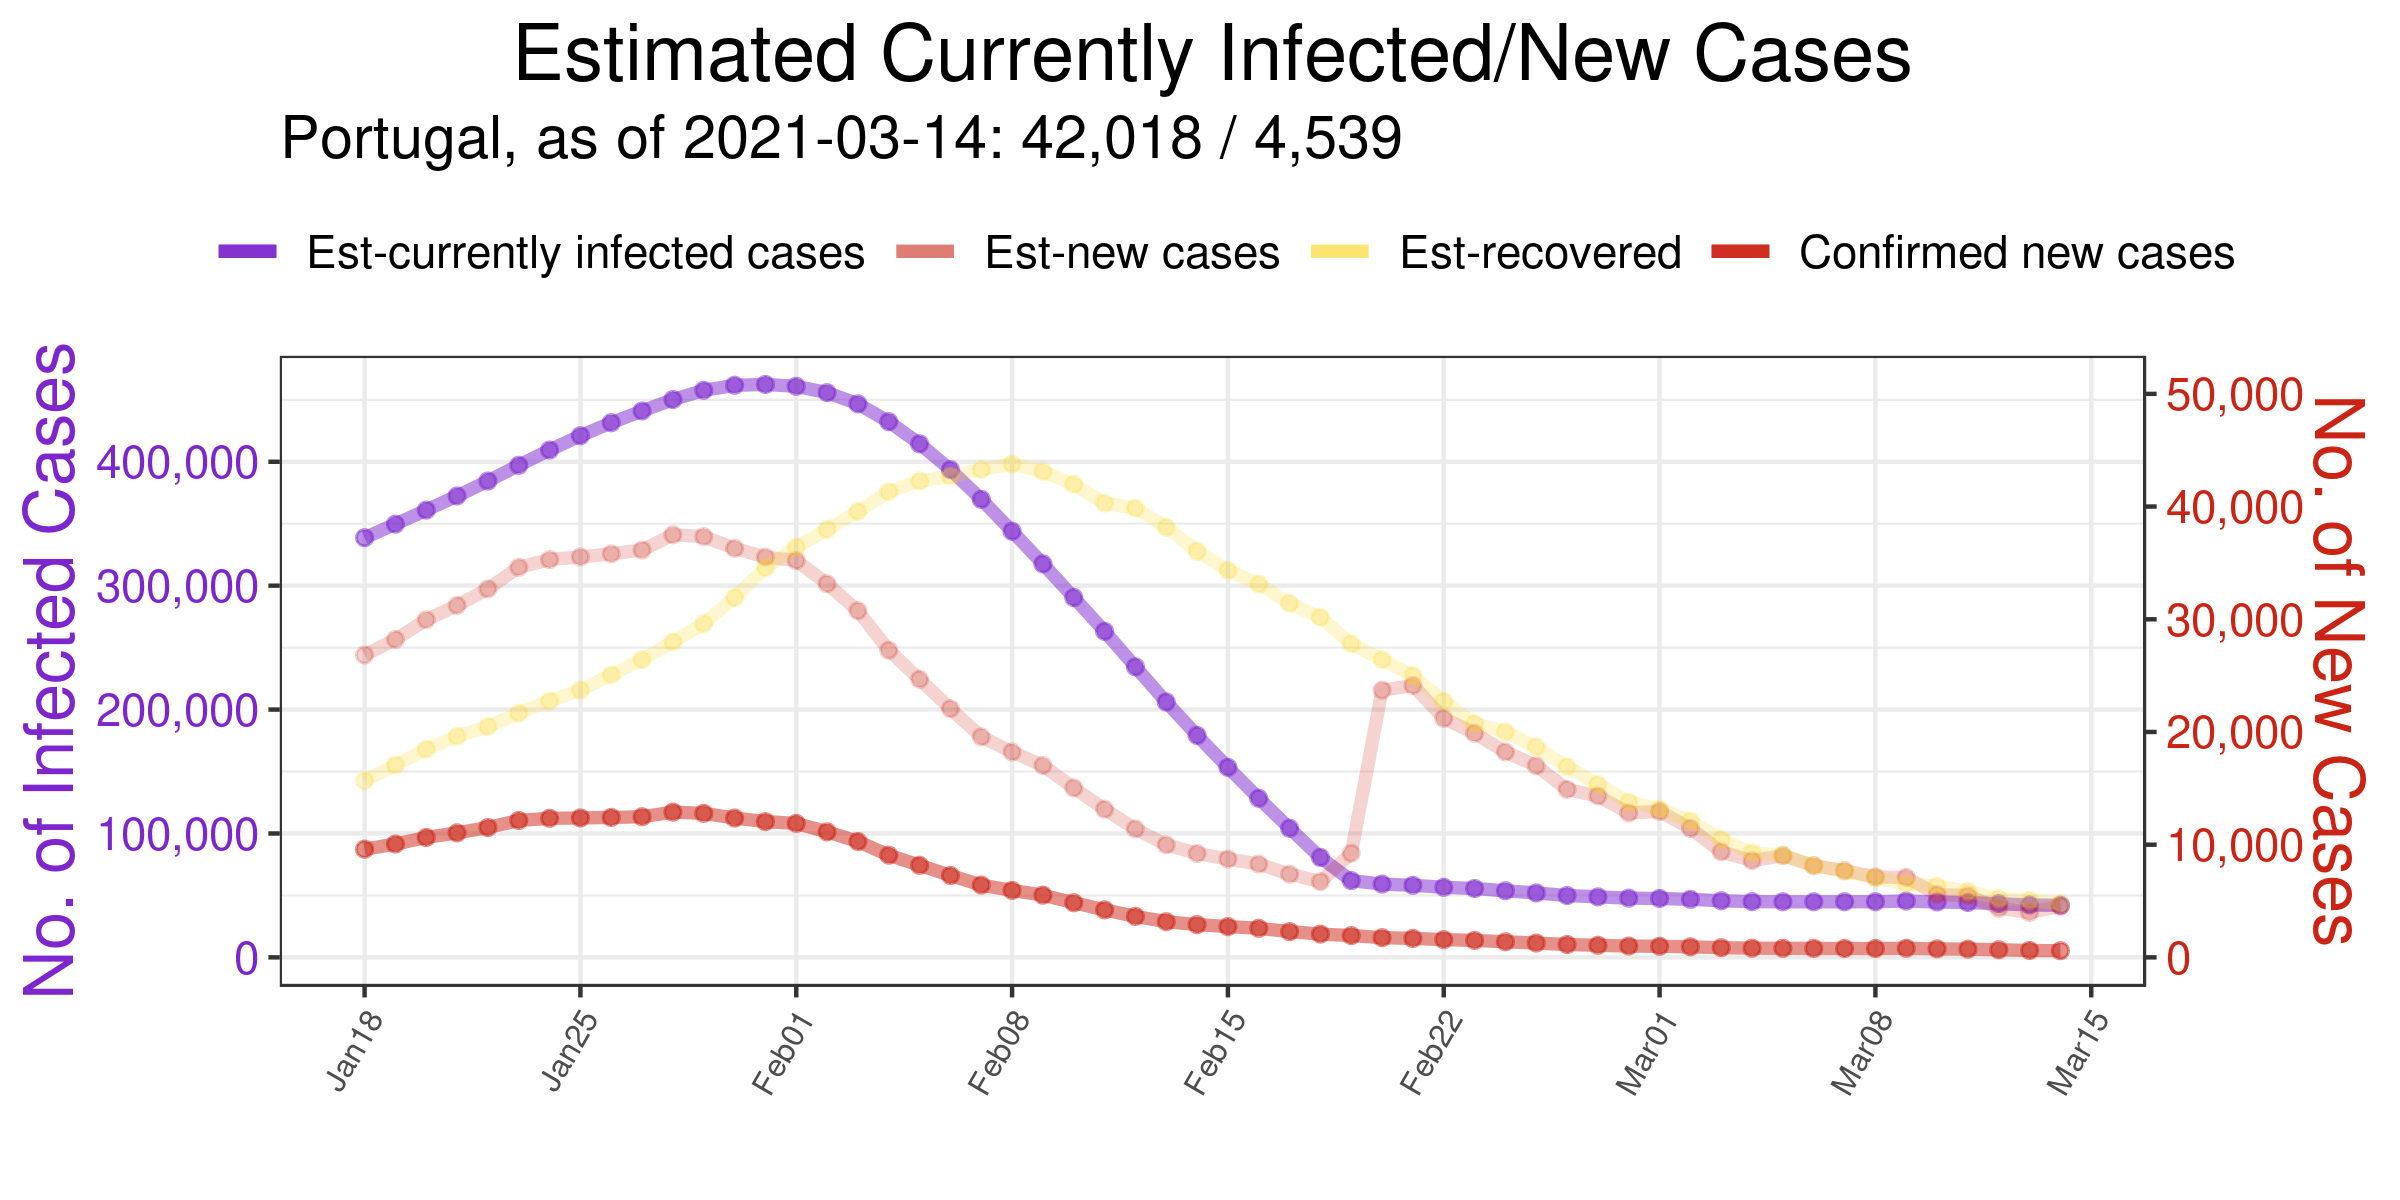 Estimated Currently Infected/New Cases
Portugal, as of 2021-03-14: 42,018 / 4,539
Est-currently infected cases Est-new cases Est-recovered Confirmed new cases
No. of Infected Cases
400,000
300,000
200,000
100,000
0
50,000
40,000
30,000
20,000
10,000
0
No. of New Cases
Jan18 Jan25 Feb01 Feb08 Feb15 Feb22 Mar01 Mar08 Mar15